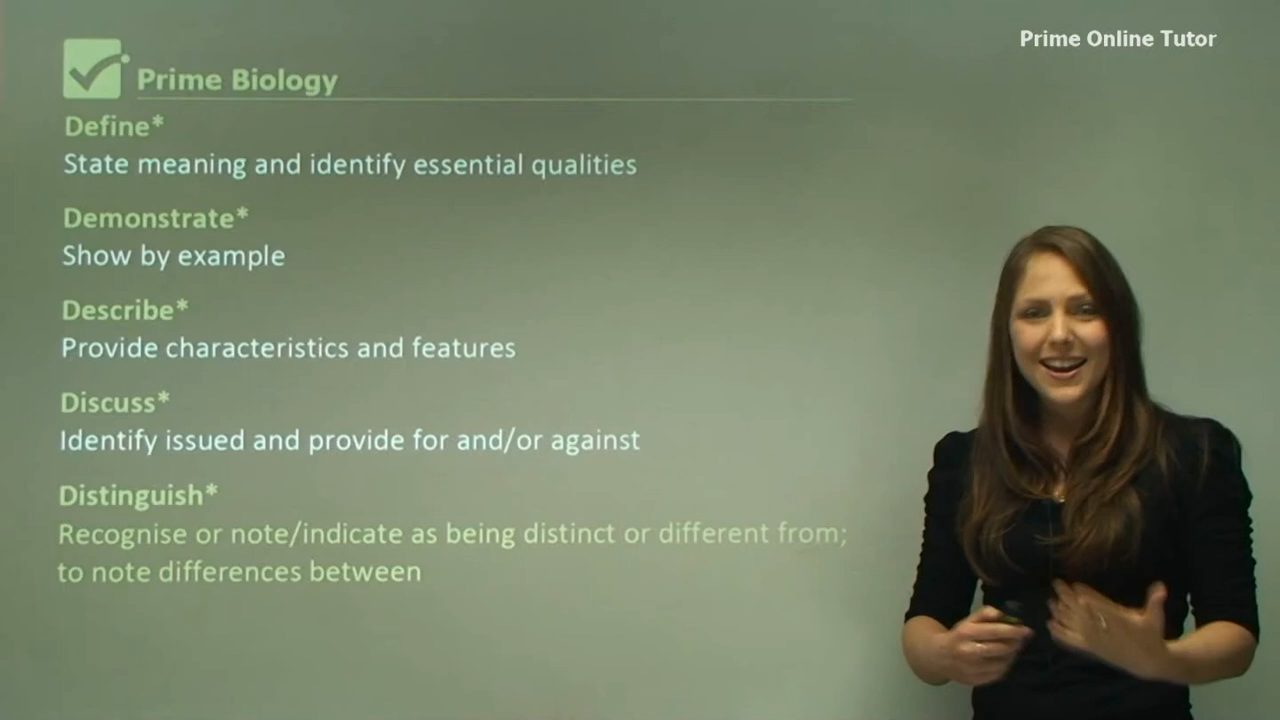 Prime Online Tutor
Prime Biology
Define*
State meaning and identify essential qualities
Demonstrate*
Show by example
Describe*
Provide characteristics and features
Discuss*
Identify issued and provide for and/or against
Distinguish*
Recognise or note/indicate as being distinct or different from;
to note differences between